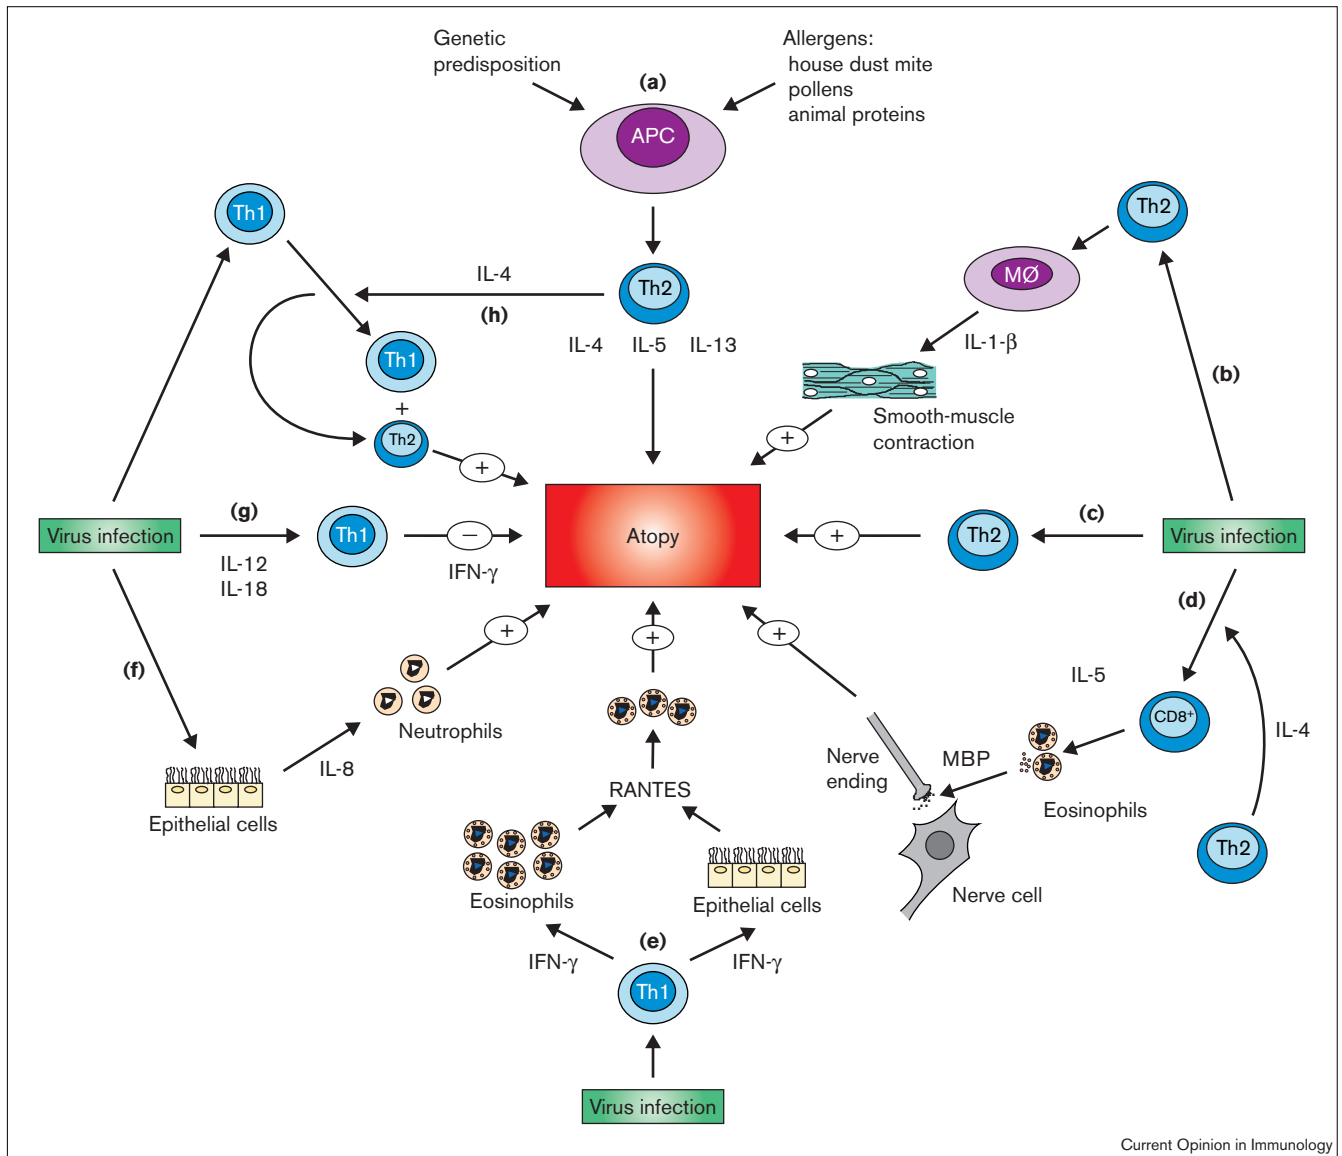 Genetic
predisposition
(a)
Allergens:
house dust mite
pollens
animal proteins
APC
Th1
Th2
MØ
IL-4
(h)
Th2
IL-4 IL-5 IL-13
IL-1-β
(b)
Th1
+
Th2
+
Smooth-muscle
contraction
+
Virus infection
(g)
IL-12
IL-18
Th1
−
IFN-γ
Atopy
+
Th2
(c)
Virus infection
(d)
(f)
+
+
+
Neutrophils
IL-8
Epithelial cells
RANTES
Eosinophils
Epithelial cells
IL-5
CD8+
IL-4
Nerve
ending
MBP
Eosinophils
Th2
Nerve cell
(e)
IFN-γ
IFN-γ
Th1
Virus infection
Current Opinion in Immunology